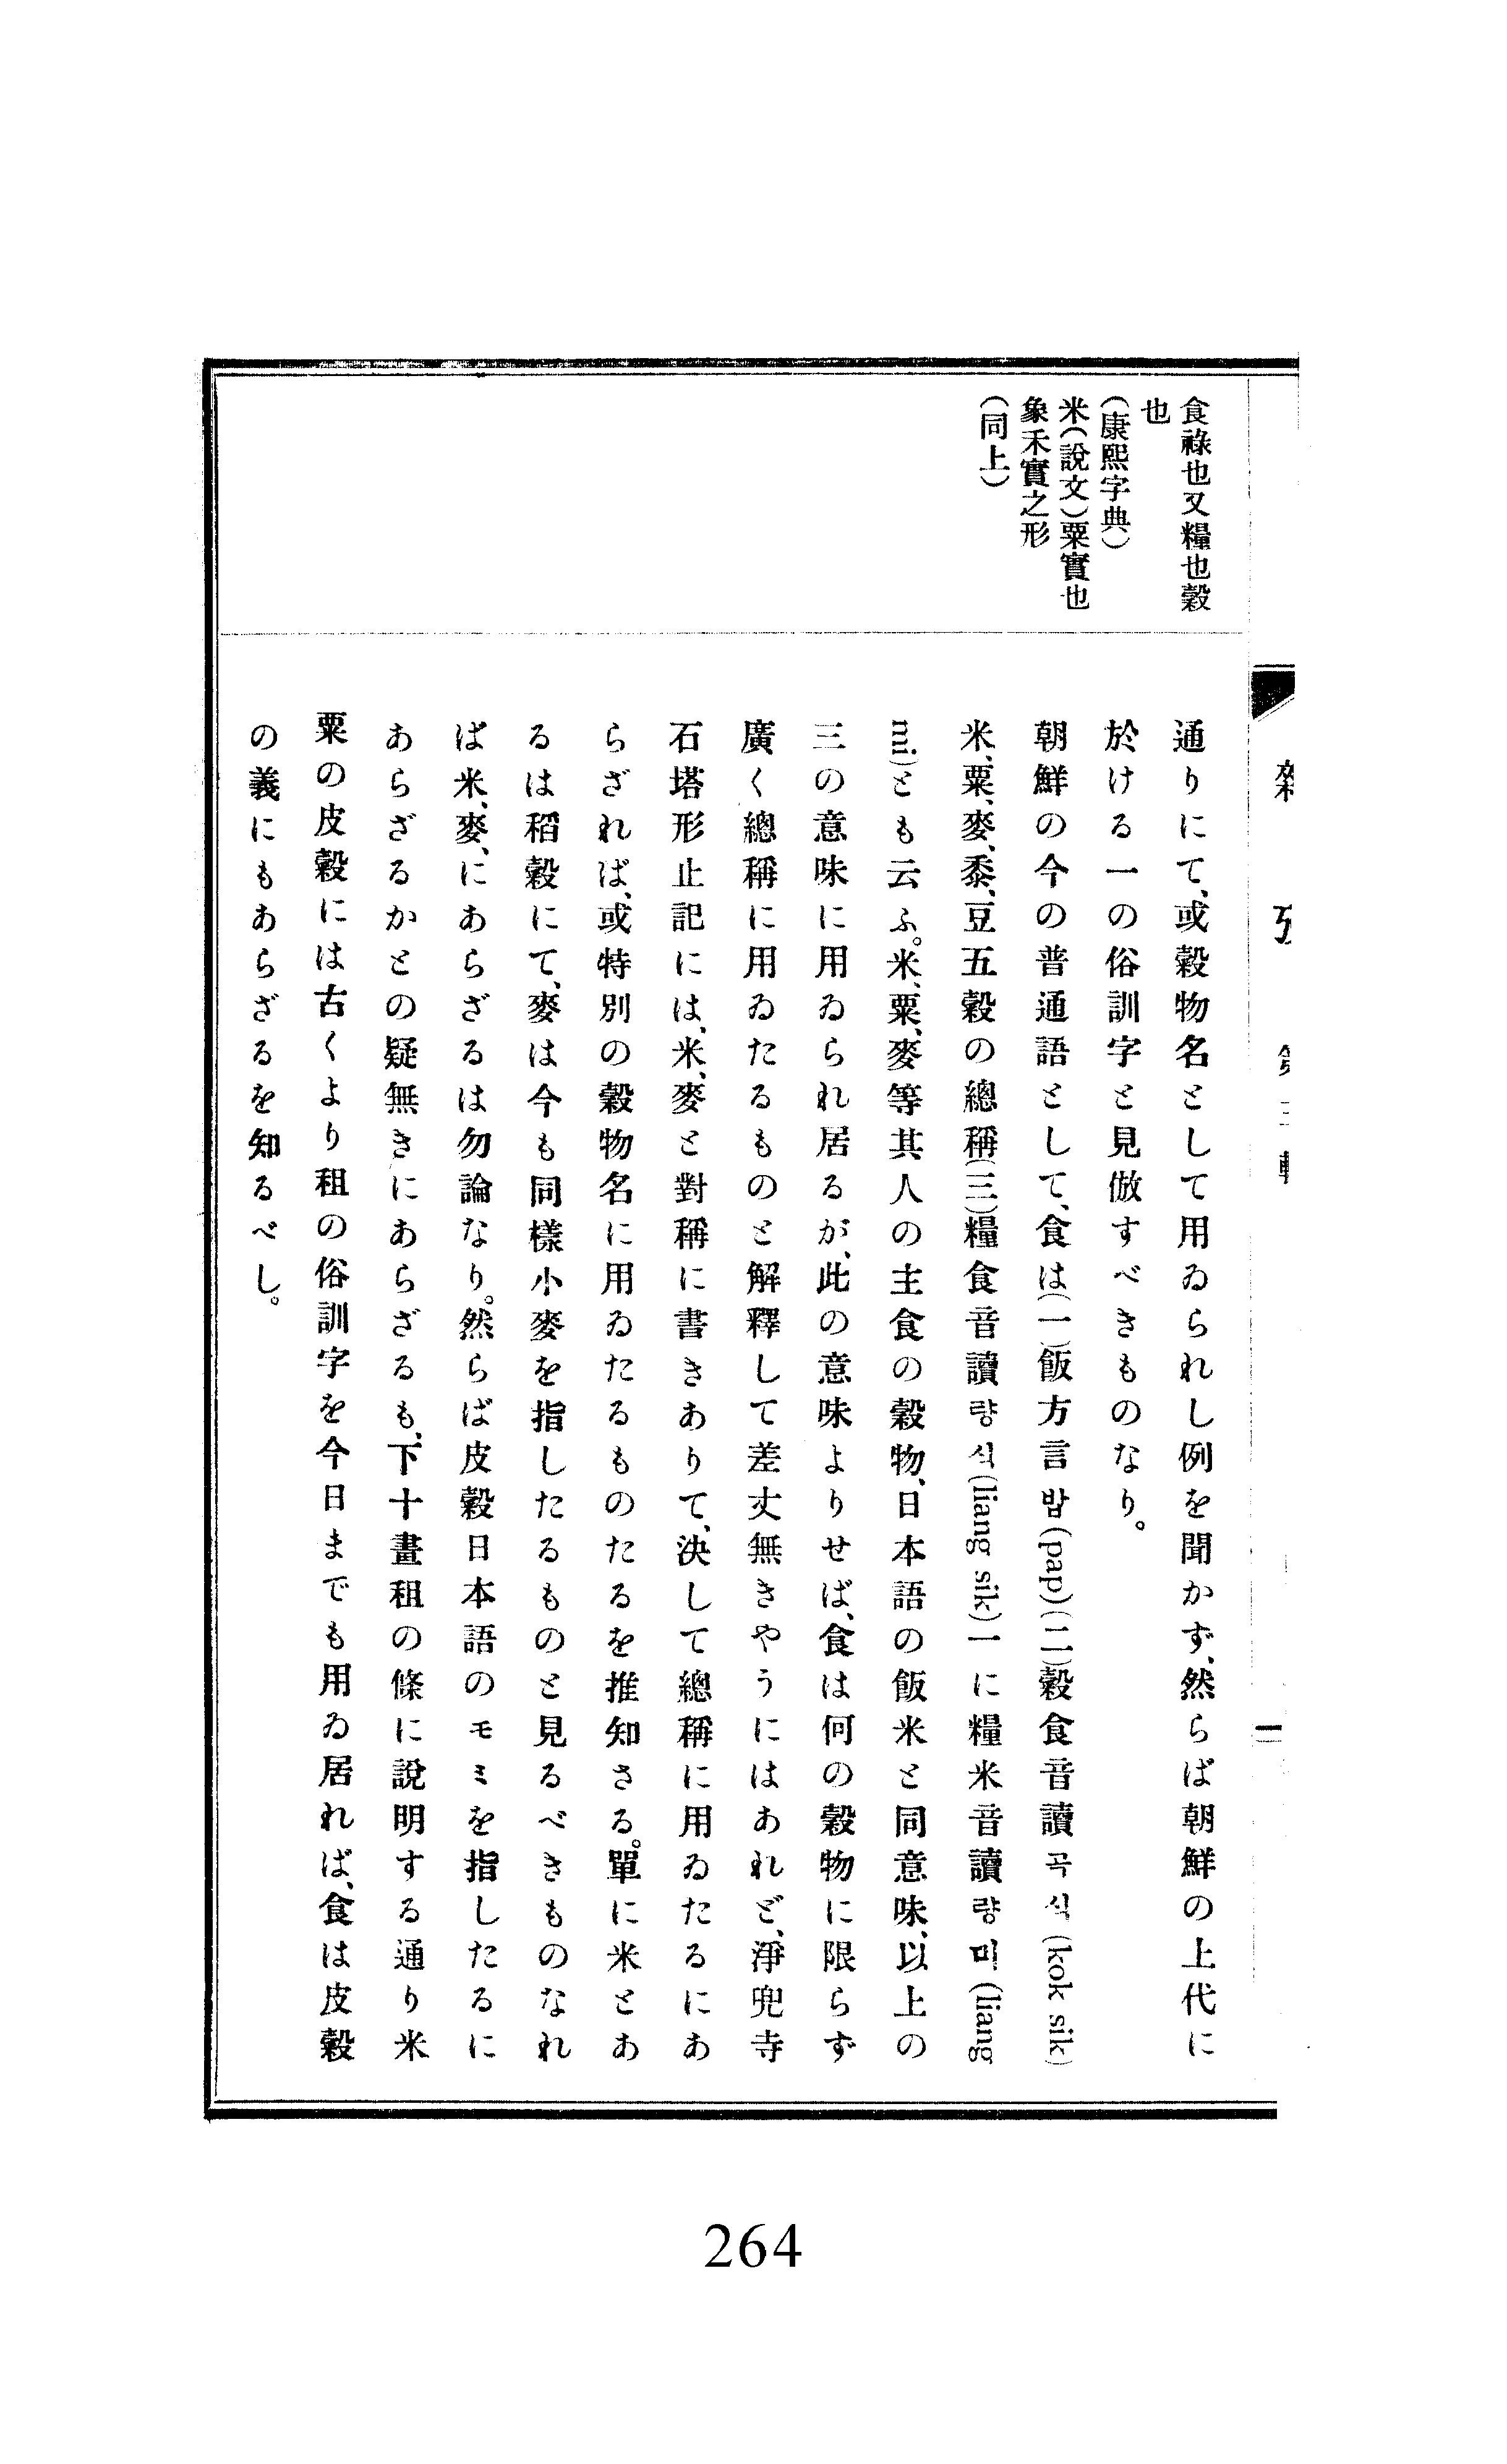 食祿也又糧也穀
也
(康熙字典)
米(說文)粟實也
象禾實之形
(同上)
通りにて、或穀物名として用ゐられし例を聞かず、然らば朝鮮の上代に
於ける一の俗訓字と見倣すべきものなり。
朝鮮の今の普通語として、食は(一)飯方言밥(pap)(二)穀食音讀곡식(kok sik)
米、粟、麥、黍、豆五穀の總稱(三)糧食音讀량식(liang sik)一に糧米音讀량미(liang
mi)とも云ふ。米、粟、麥等其人の主食の穀物、日本語の飯米と同意味、以上の
三の意味に用ゐられ居るが、此の意味よりせば、食は何の穀物に限らず
廣く總稱に用ゐたるものと解釋して差丈無きやうにはあれど、淨兜寺
石塔形止記には、米、麥と對稱に書きありて、決して總稱に用ゐたるにあ
らざれば、或特別の穀物名に用ゐたるものたるを推知さる。單に米とあ
るは稻穀にて、麥は今も同樣小麥を指したるものと見るべきものなれ
ば米、麥、にあらざるは勿論なり。然らば皮穀日本語のモミを指したるに
あらざるかとの疑無きにあらざるも、下十畫租の條に說明する通り米
粟の皮穀には古くより租の俗訓字を今日までも用ゐ居れば、食は皮穀
の義にもあらざるを知るべし。
264